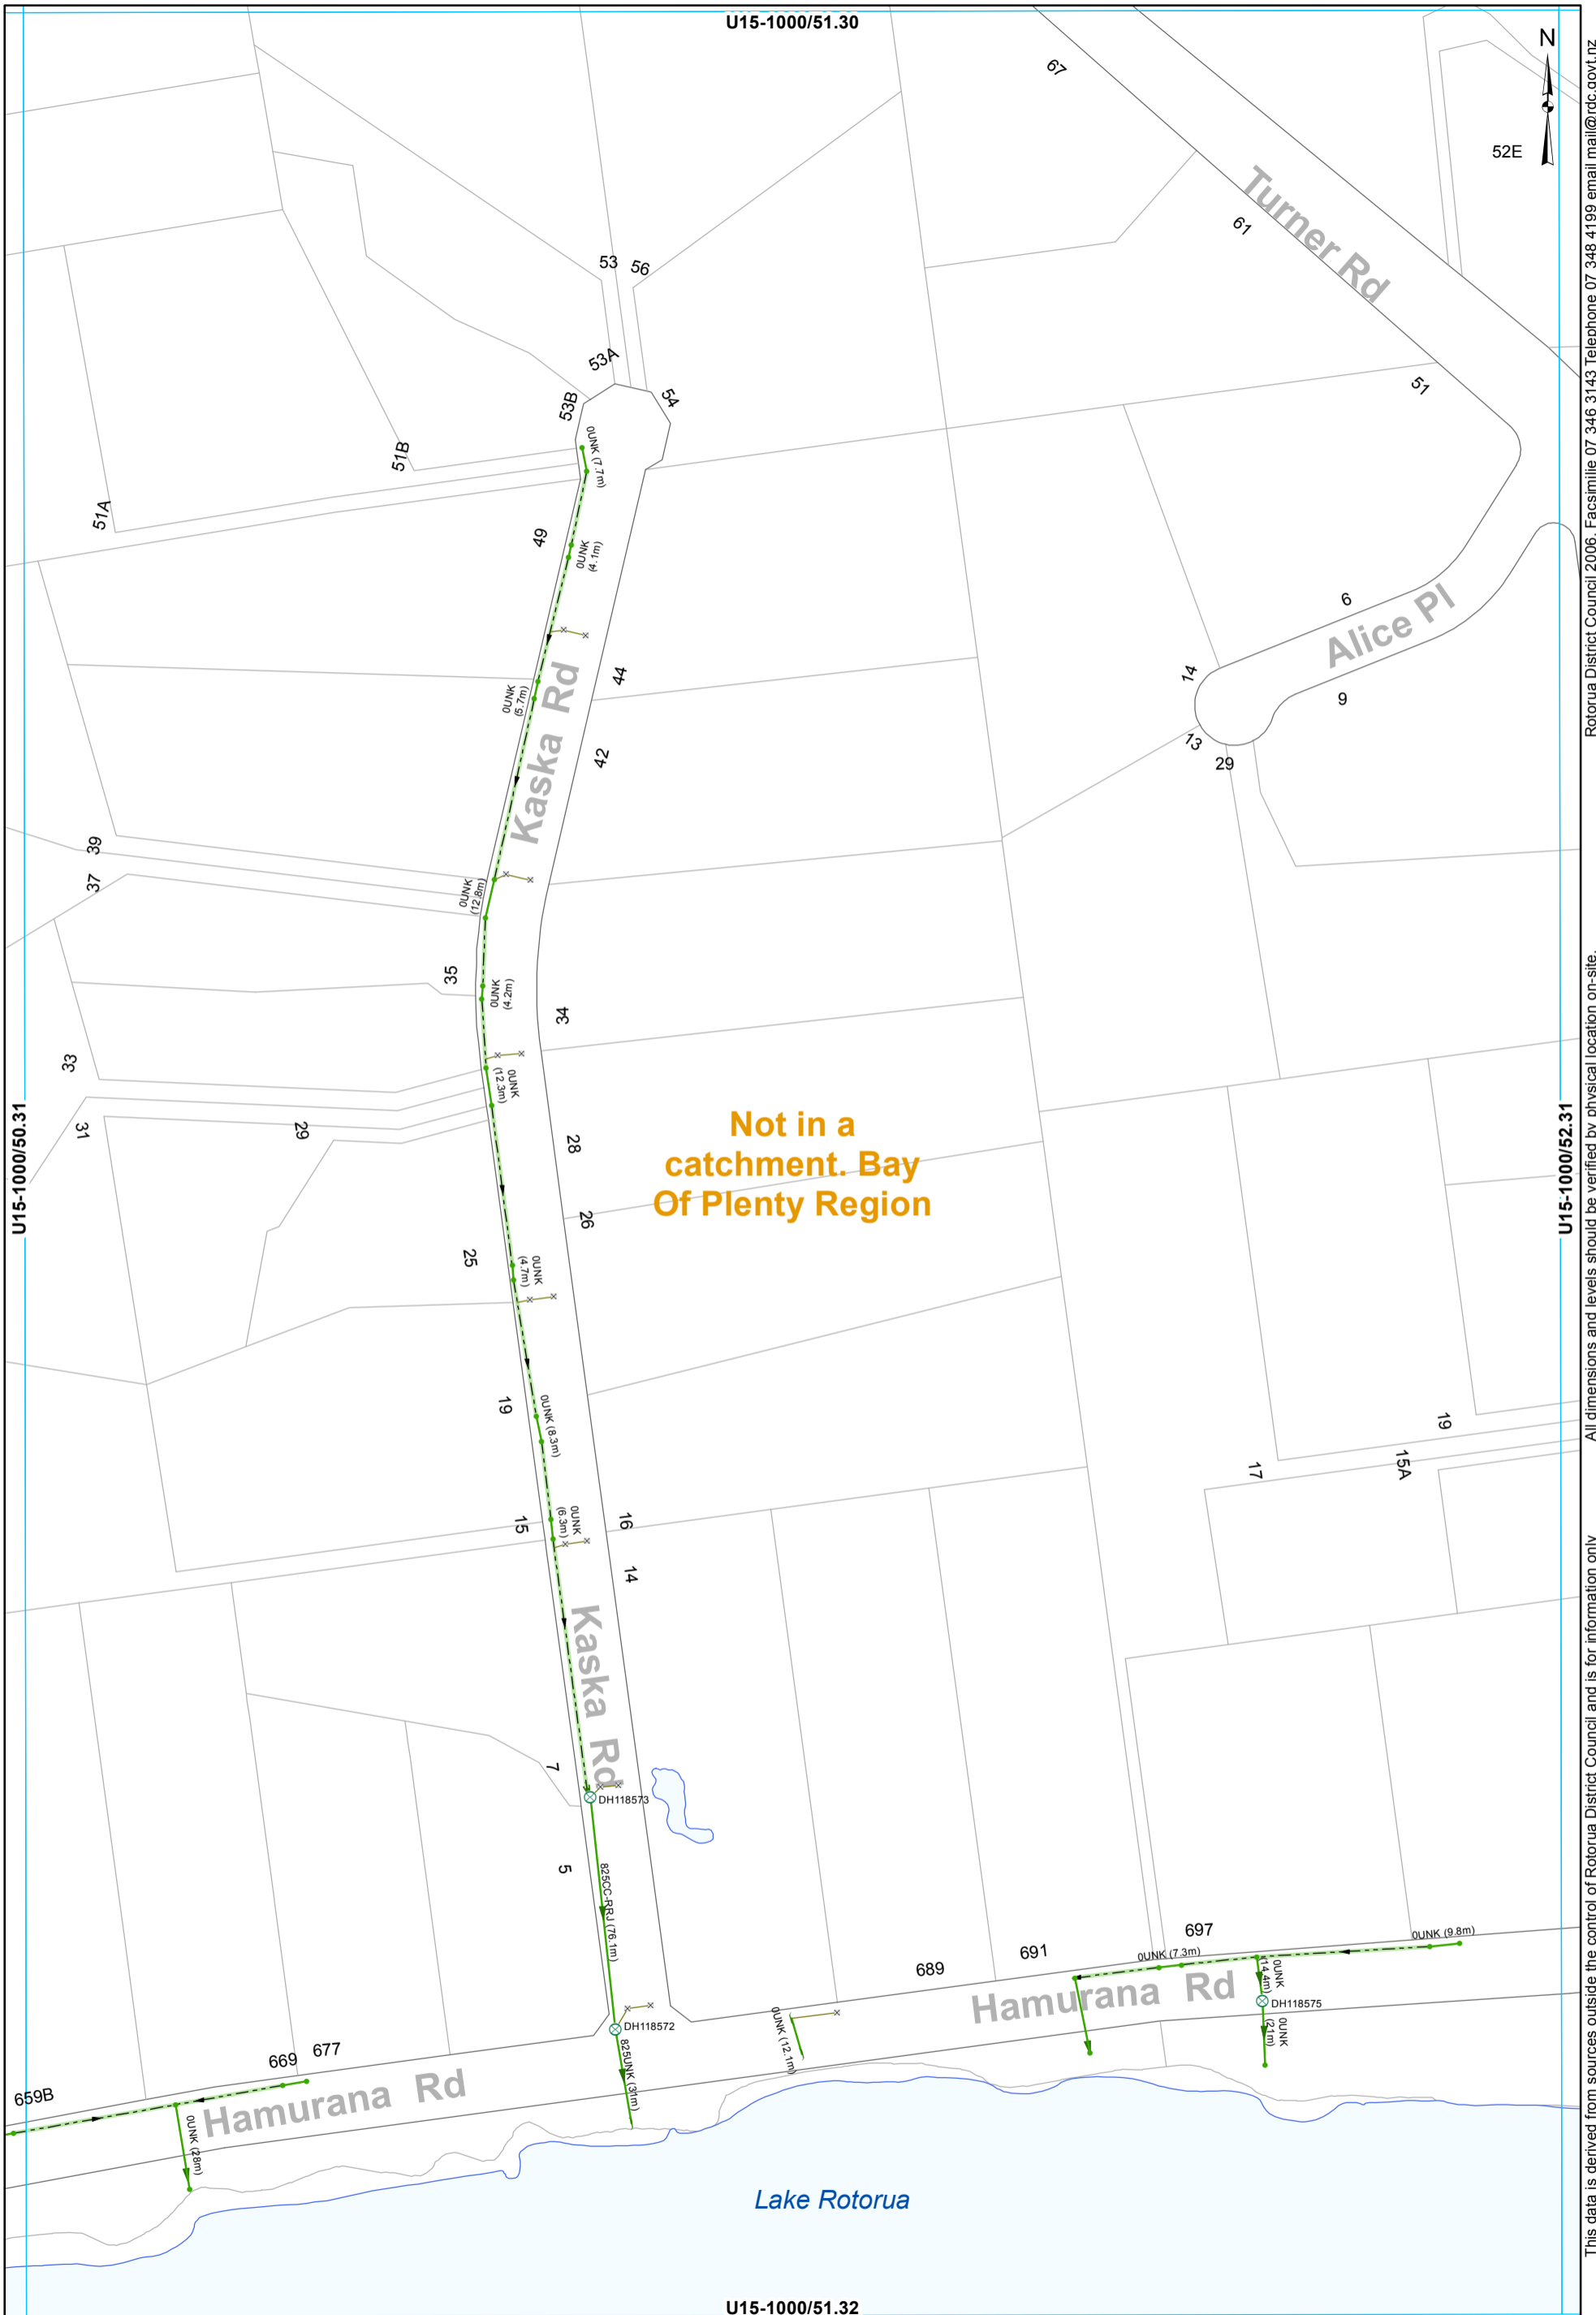 U15-1000/51.30
N
67
52E
Turner Rd
61
53
56
53A
54
51
53B
0UNK (7.7m)
51B
51A
49
0UNK
(4.1m)
6
Alice Pl
14
9
44
0UNK
(5.7m)
Kaska Rd
42
13
29
39
37
0UNK
(12.8m)
35
0UNK
(4.2m)
34
33
0UNK
(12.3m)
31
29
28
Not in a
catchment. Bay
Of Plenty Region
U15-1000/50.31
U15-1000/52.31
26
25
0UNK
(4.7m)
19
0UNK (8.3m)
19
17
15A
15
0UNK
(6.3m)
16
14
Kaska Rd
7
DH118573
5
825CC-RRJ (76.1m)
697
0UNK (9.8m)
691
0UNK (7.3m)
689
0UNK
(14.4m)
Hamurana Rd
DH118575
0UNK
(21m)
0UNK (12.1m)
DH118572
825UNK (31m)
677
669
659B
Hamurana Rd
0UNK (28m)
Lake Rotorua
U15-1000/51.32
This data is derived from sources outside the control of Rotorua District Council and is for information only
All dimensions and levels should be verified by physical location on-site.
Rotorua District Council 2006. Facsimilie 07 346 3143 Telephone 07 348 4199 email mail@rdc.govt.nz